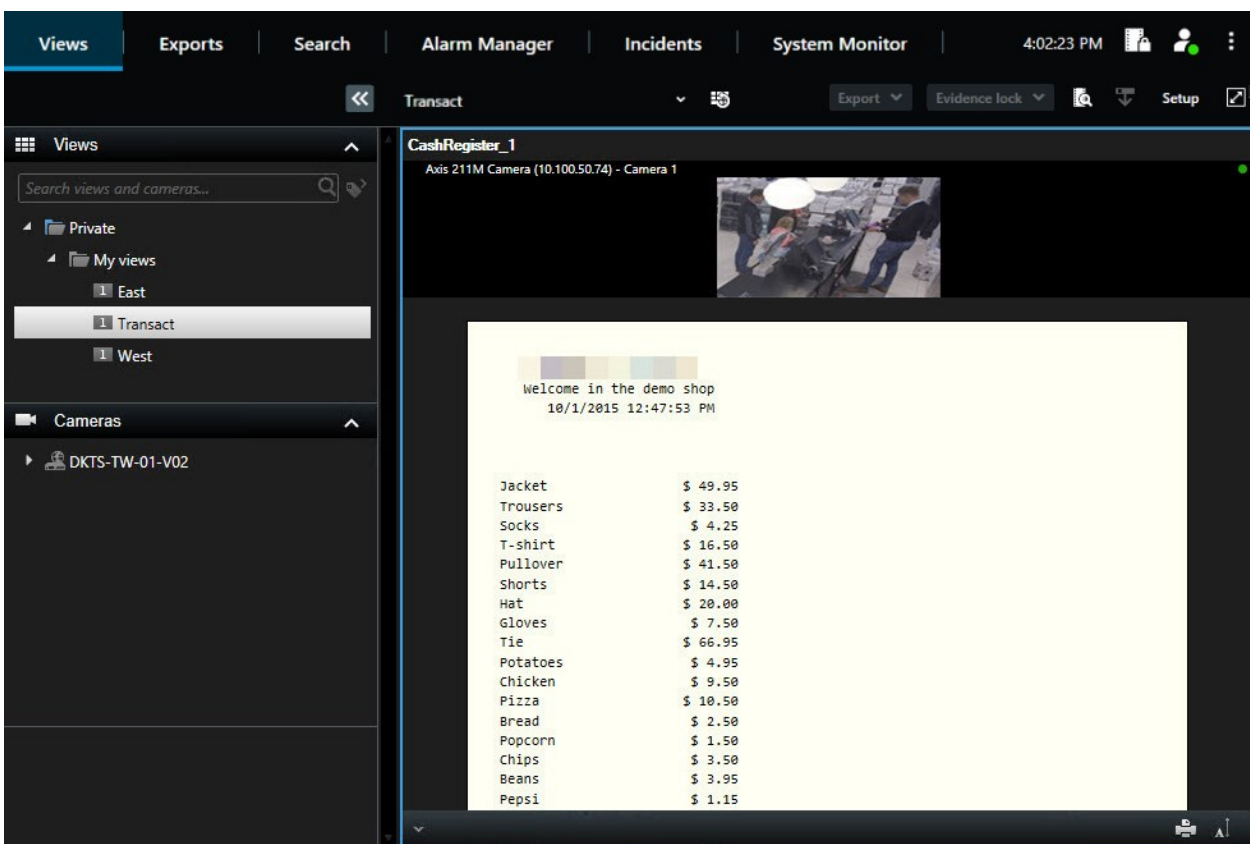 Views Exports Search Alarm Manager Incidents System Monitor 4:02:23 PM
Transact Export Evidence lock Setup
Views
Search views and cameras...
Private
My views
1 East
1 Transact
1 West
Cameras
DKTS-TW-01-V02
CashRegister_1
Axis 211M Camera (10.100.50.74) - Camera 1
Welcome in the demo shop
10/1/2015 12:47:53 PM
Jacket $ 49.95
Trousers $ 33.50
Socks $ 4.25
T-shirt $ 16.50
Pullover $ 41.50
Shorts $ 14.50
Hat $ 20.00
Gloves $ 7.50
Tie $ 66.95
Potatoes $ 4.95
Chicken $ 9.50
Pizza $ 10.50
Bread $ 2.50
Popcorn $ 1.50
Chips $ 3.50
Beans $ 3.95
Pepsi $ 1.15
A